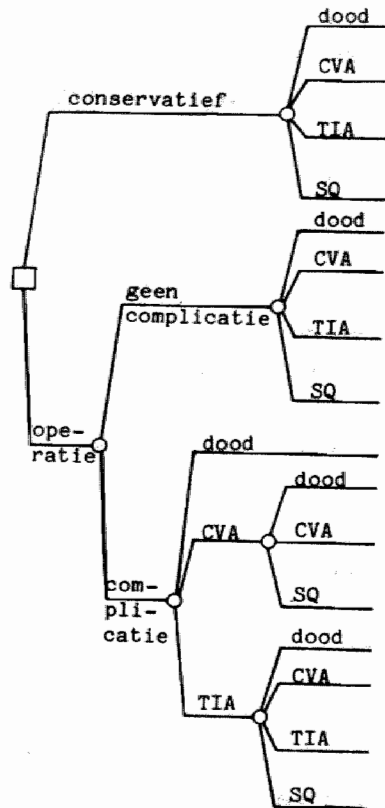 dood
CVA
conservatief
TIA
SQ
dood
CVA
geen
complicatie
TIA
SQ
ope-
ratie
dood
dood
CVA
CVA
com-
pli-
catie
SQ
dood
CVA
TIA
TIA
SQ